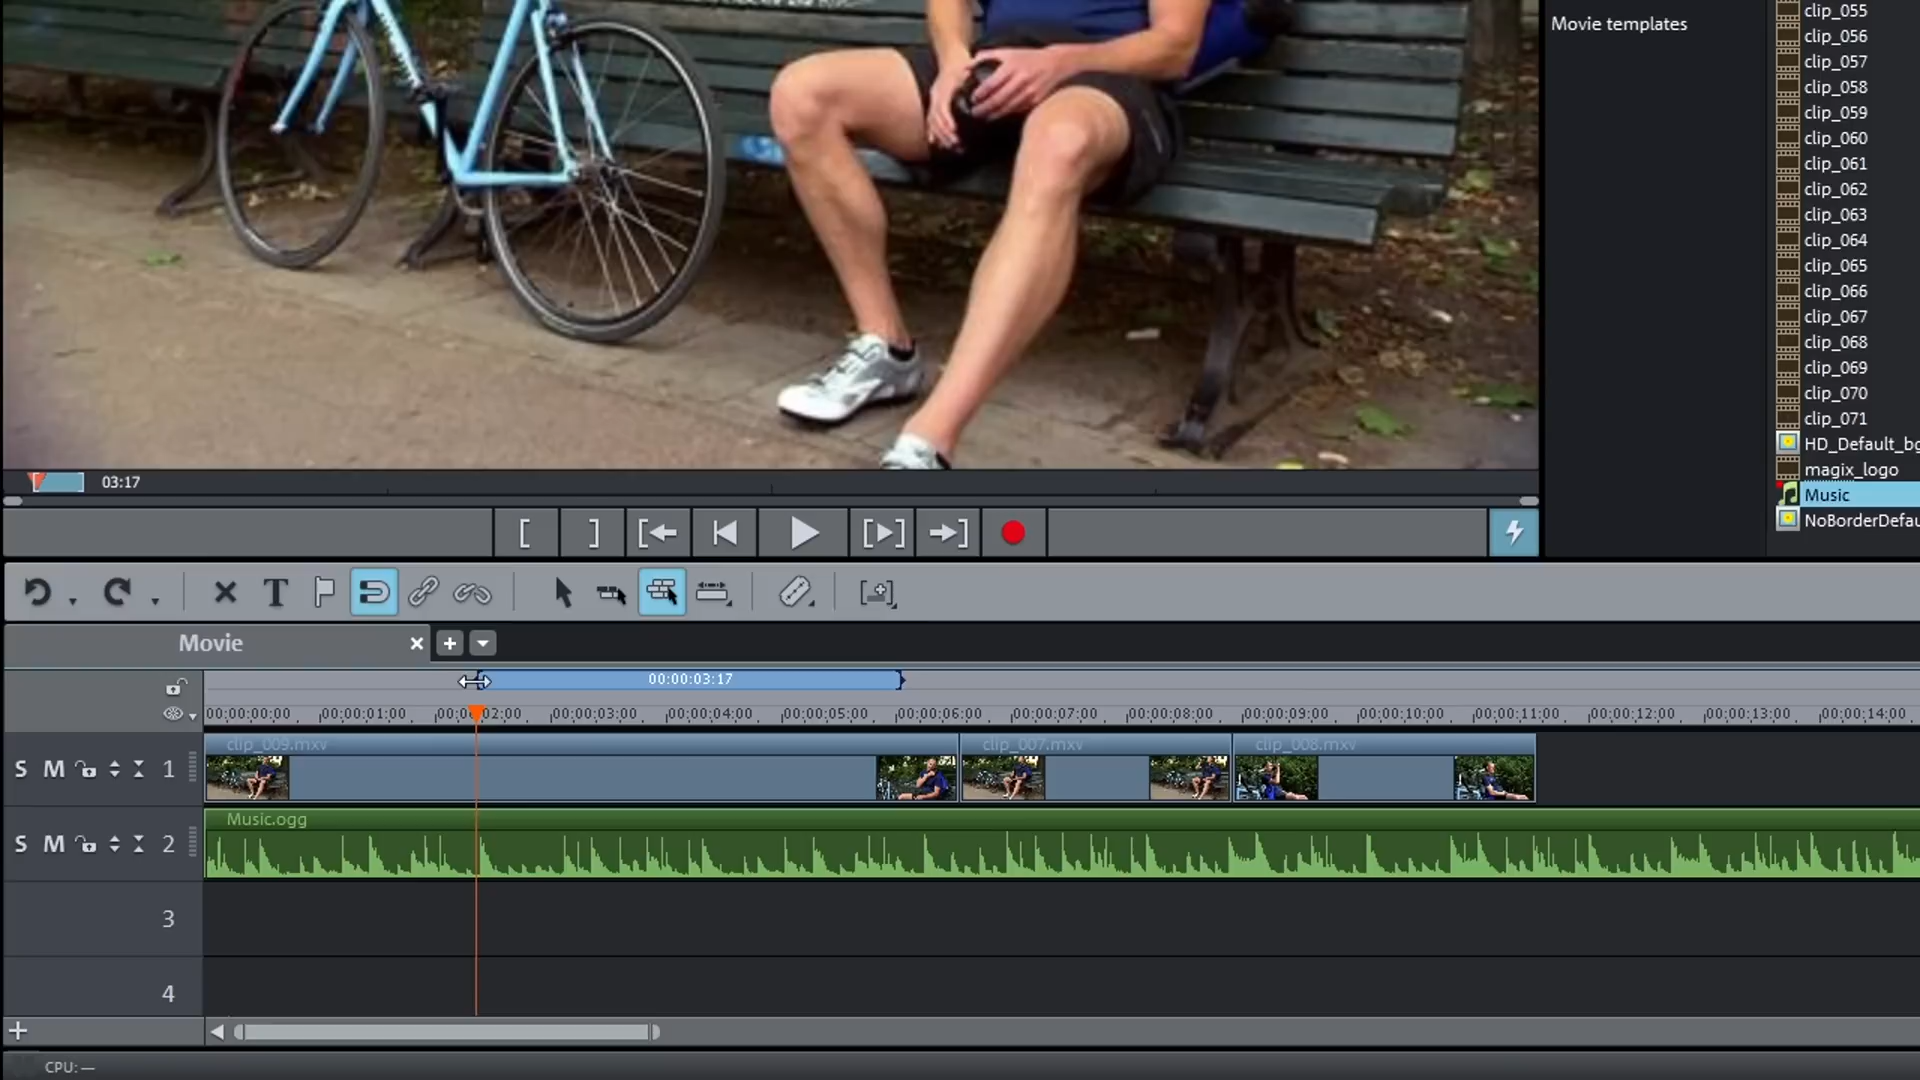 Movie templates
clip_055
clip_056
clip_057
clip_058
clip_059
clip_060
clip_061
clip_062
clip_063
clip_064
clip_065
clip_066
clip_067
clip_068
clip_069
clip_070
clip_071
HD_Default_bg
magix_logo
Music
NoBorderDefau
03:17
T
Movie
00:00:03:17
00:00:00:00 00:00:01:00 00:00:02:00 00:00:03:00 00:00:04:00 00:00:05:00 00:00:06:00 00:00:07:00 00:00:08:00 00:00:09:00 00:00:10:00 00:00:11:00 00:00:12:00 00:00:13:00 00:00:14:00
clip_009.mxv clip_007.mxv clip_008.mxv
S M 1
Music.ogg
S M 2
3
4
CPU: —